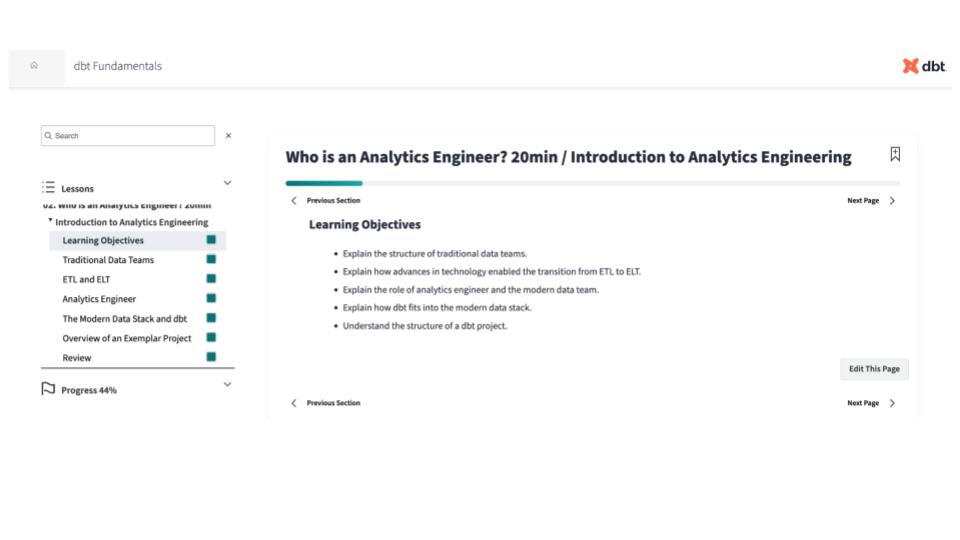 dbt Fundamentals
dbt
Search
Lessons
02. Who is an Analytics Engineer? 20min
Introduction to Analytics Engineering
Learning Objectives
Traditional Data Teams
ETL and ELT
Analytics Engineer
The Modern Data Stack and dbt
Overview of an Exemplar Project
Review
Progress 44%
Who is an Analytics Engineer? 20min / Introduction to Analytics Engineering
Previous Section
Next Page
Learning Objectives
• Explain the structure of traditional data teams.
• Explain how advances in technology enabled the transition from ETL to ELT.
• Explain the role of analytics engineer and the modern data team.
• Explain how dbt fits into the modern data stack.
• Understand the structure of a dbt project.
Edit This Page
Previous Section
Next Page